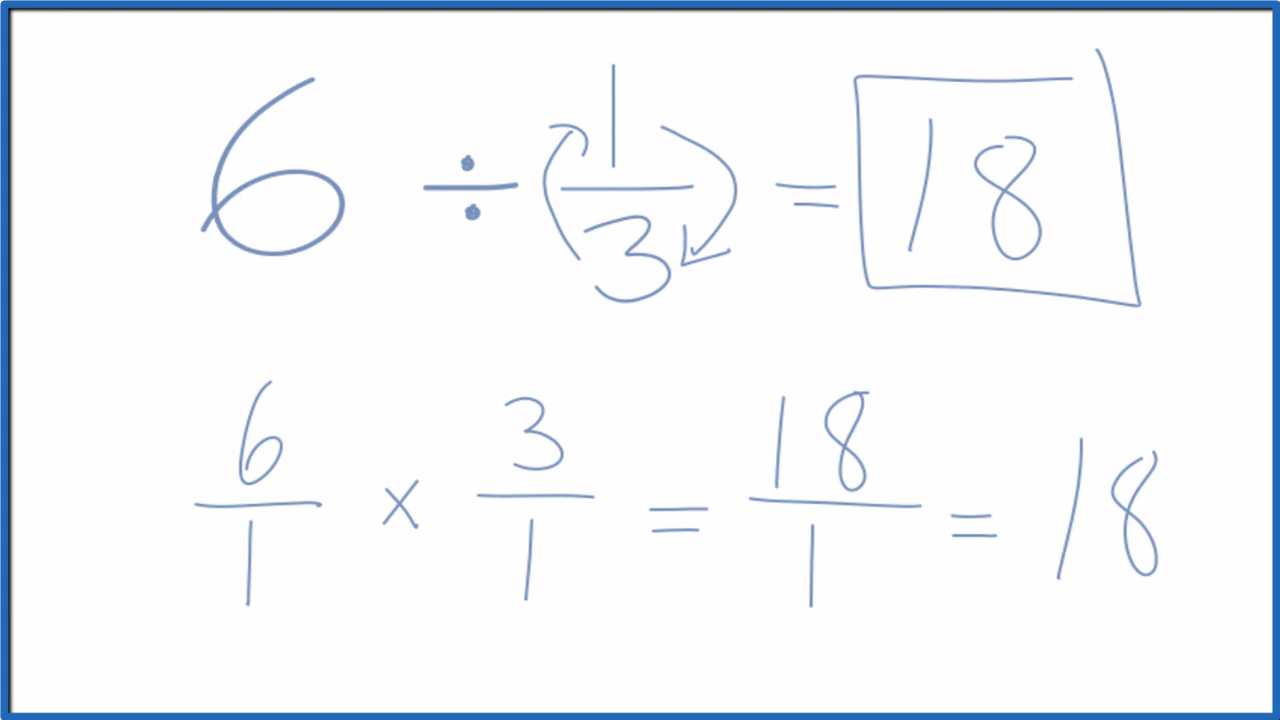 6 ÷ 1/3 = 18
6/1 × 3/1 = 18/1 = 18